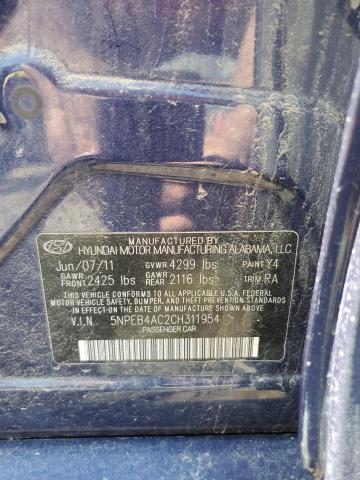 MANUFACTURED BY
HYUNDAI MOTOR MANUFACTURING ALABAMA, LLC
Jun/07/11 GVWR 4299 lbs PAINT Y4
GAWR FRONT 2425 lbs GAWR REAR 2116 lbs TRIM RA
THIS VEHICLE CONFORMS TO ALL APPLICABLE U.S. FEDERAL
MOTOR VEHICLE SAFETY, BUMPER, AND THEFT PREVENTION
STANDARDS IN EFFECT ON THE DATE OF MANUFACTURE SHOWN ABOVE.
V.I.N 5NPEB4AC2CH311954
PASSENGER CAR